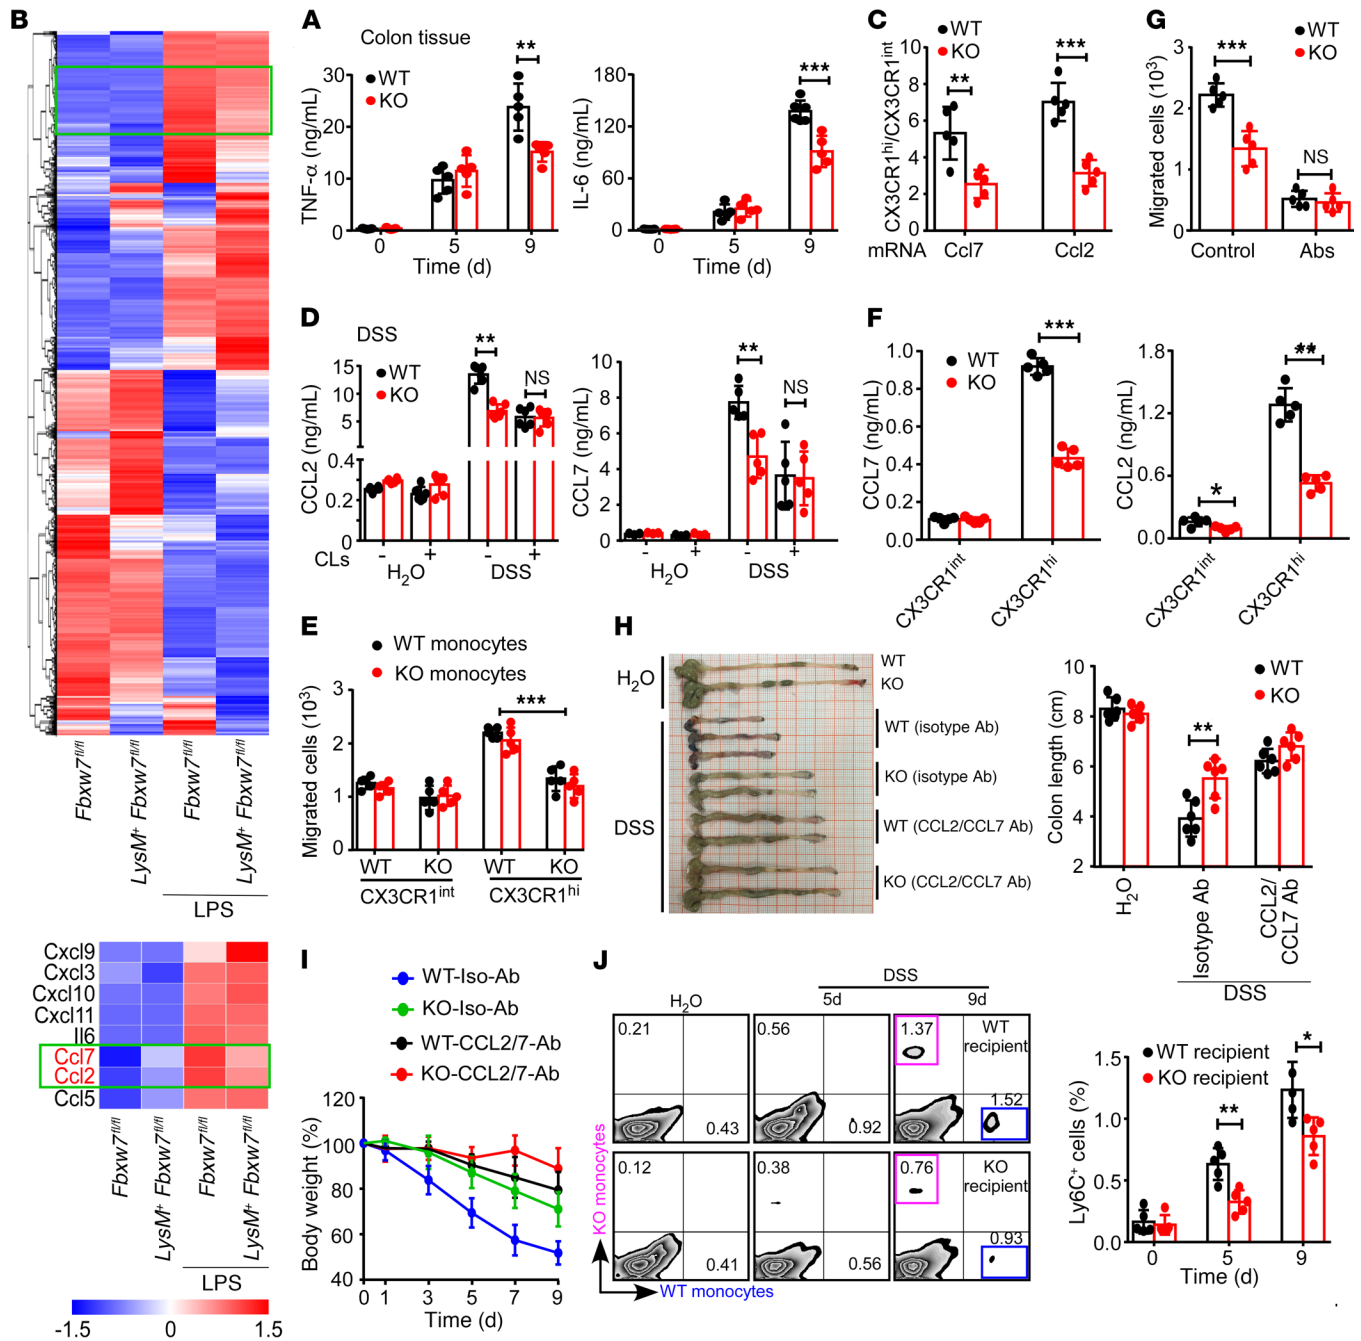 B
Fbxw7fl/fl
LysM+ Fbxw7fl/fl
Fbxw7fl/fl
LysM+ Fbxw7fl/fl
LPS
Cxcl9
Cxcl3
Cxcl10
Cxcl11
Il6
Ccl7
Ccl2
Ccl5
Fbxw7fl/fl
LysM+ Fbxw7fl/fl
Fbxw7fl/fl
LysM+ Fbxw7fl/fl
LPS
-1.5 0 1.5
A
Colon tissue
WT
KO
**
TNF-α (ng/mL)
30
20
10
0
0 5 9
Time (d)
***
IL-6 (ng/mL)
180
120
60
0
0 5 9
Time (d)
C
WT
KO
CX3CR1hi/CX3CR1int
10
8
6
4
2
0
**
***
mRNA Ccl7 Ccl2
G
WT
KO
Migrated cells (10³)
3
2
1
0
***
NS
Control Abs
D
DSS
WT
KO
CCL2 (ng/mL)
15
10
5
0.4
0.2
0
**
NS
CLs - + - +
H₂O DSS
CCL7 (ng/mL)
10
8
6
4
2
0
**
NS
- + - +
H₂O DSS
F
WT
KO
CCL7 (ng/mL)
1.0
0.8
0.6
0.4
0.2
0.0
***
CX3CR1int CX3CR1hi
CCL2 (ng/mL)
1.8
1.2
0.6
0.0
*
**
CX3CR1int CX3CR1hi
E
WT monocytes
KO monocytes
Migrated cells (10³)
3
2
1
0
***
WT KO WT KO
CX3CR1int CX3CR1hi
H
H₂O
WT
KO
DSS
WT (isotype Ab)
KO (isotype Ab)
WT (CCL2/CCL7 Ab)
KO (CCL2/CCL7 Ab)
WT
KO
Colon length (cm)
10
8
6
4
2
**
H₂O
Isotype Ab
CCL2/
CCL7 Ab
DSS
I
WT-Iso-Ab
KO-Iso-Ab
WT-CCL2/7-Ab
KO-CCL2/7-Ab
Body weight (%)
120
100
80
60
40
0 1 3 5 7 9
Time (d)
J
DSS
H₂O 5d 9d
0.21
0.43
0.56
0.92
1.37
WT
recipient
1.52
0.12
0.41
0.38
0.56
0.76
KO
recipient
0.93
KO monocytes
WT monocytes
WT recipient
KO recipient
Ly6C⁺ cells (%)
1.5
1.0
0.5
0.0
**
*
0 5 9
Time (d)